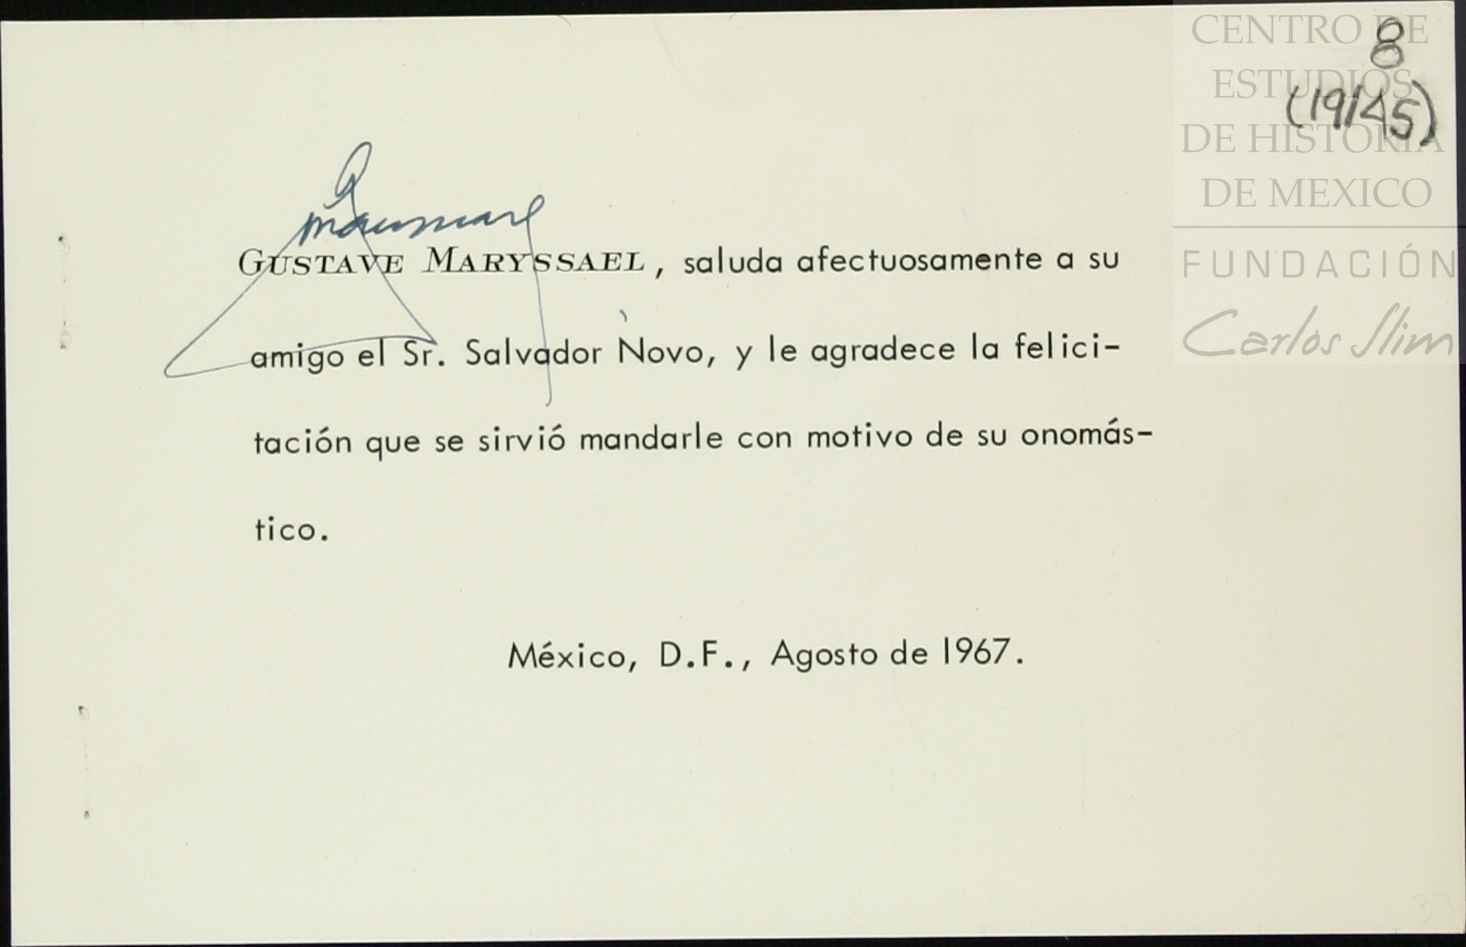 8
(19/45)
CENTRO DE
ESTUDIOS
DE HISTORIA
DE MEXICO
FUNDACIÓN
Carlos Slim
GUSTAVE MARYSSAEL, saluda afectuosamente a su
amigo el Sr. Salvador Novo, y le agradece la felici-
tación que se sirvió mandarle con motivo de su onomás-
tico.
México, D.F., Agosto de 1967.